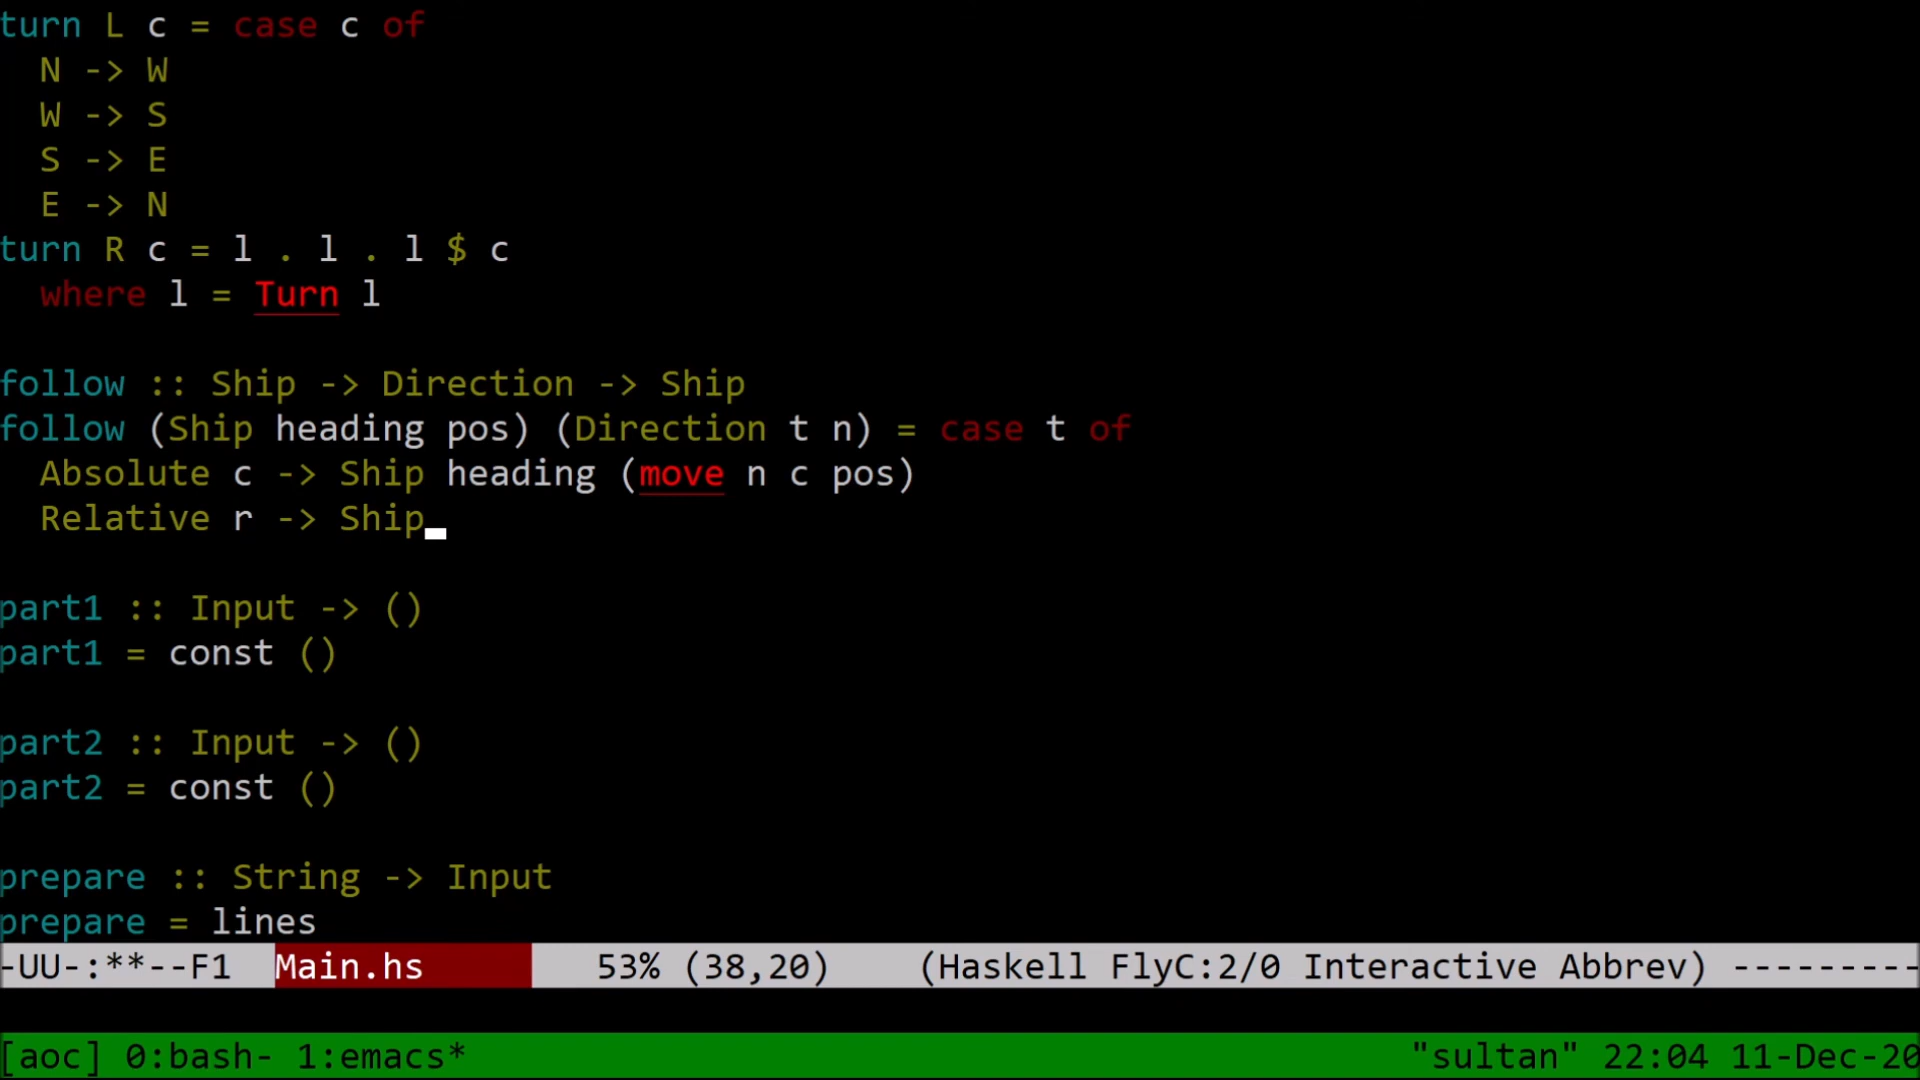 turn L c = case c of
  N -> W
  W -> S
  S -> E
  E -> N
turn R c = l . l . l $ c
  where l = Turn l

follow :: Ship -> Direction -> Ship
follow (Ship heading pos) (Direction t n) = case t of
  Absolute c -> Ship heading (move n c pos)
  Relative r -> Ship

part1 :: Input -> ()
part1 = const ()

part2 :: Input -> ()
part2 = const ()

prepare :: String -> Input
prepare = lines
-UU-:**--F1  Main.hs  53% (38,20)  (Haskell FlyC:2/0 Interactive Abbrev) ---------
[aoc] 0:bash- 1:emacs*  "sultan" 22:04 11-Dec-20